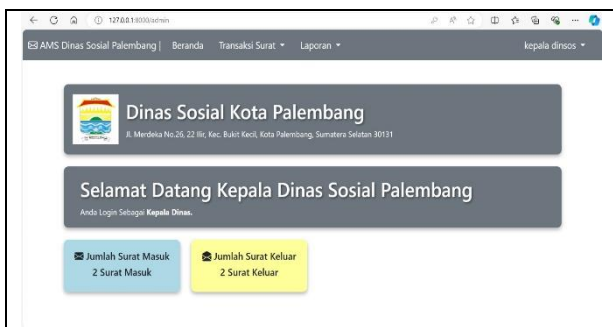 127.0.0.1:8000/admin
AMS Dinas Sosial Palembang | Beranda Transaksi Surat Laporan kepala dinsos
Dinas Sosial Kota Palembang
Jl. Merdeka No.26, 22 Ilir, Kec. Bukit Kecil, Kota Palembang, Sumatera Selatan 30131
Selamat Datang Kepala Dinas Sosial Palembang
Anda Login Sebagai Kepala Dinas.
Jumlah Surat Masuk
2 Surat Masuk
Jumlah Surat Keluar
2 Surat Keluar